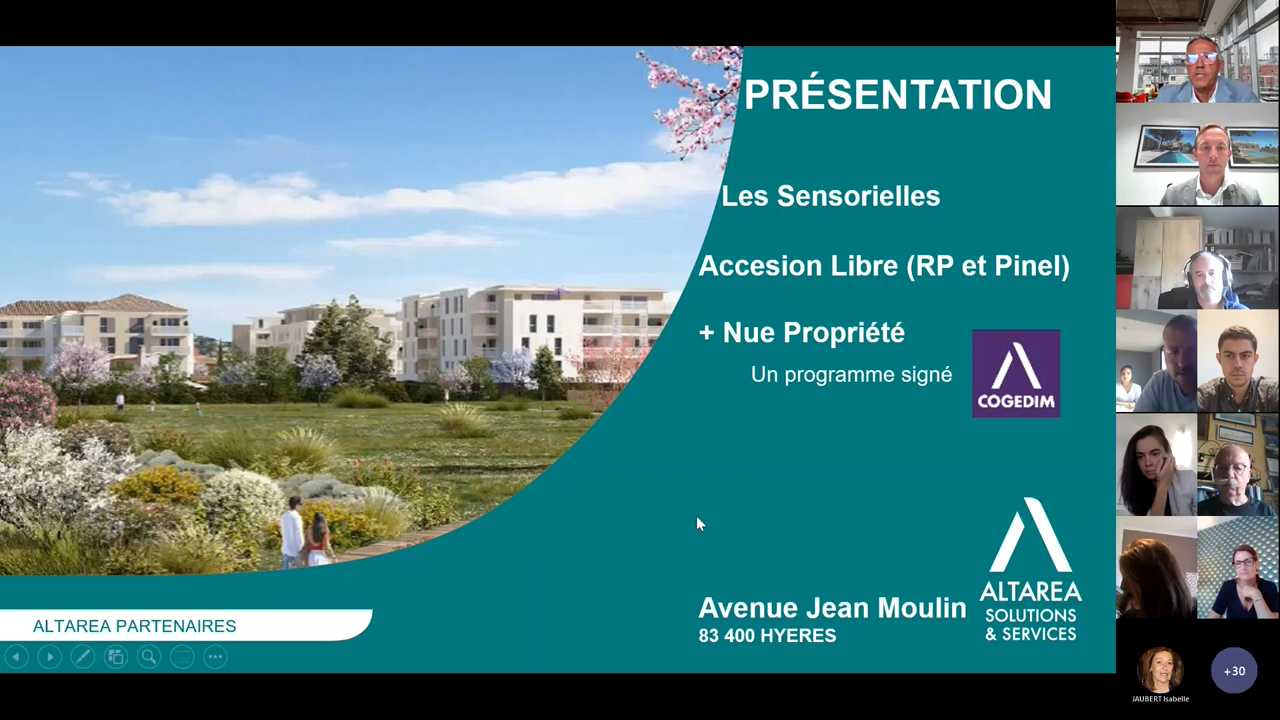 PRÉSENTATION
Les Sensorielles
Accesion Libre (RP et Pinel)
+ Nue Propriété
Un programme signé
COGEDIM
ALTAREA
SOLUTIONS
& SERVICES
Avenue Jean Moulin
83 400 HYERES
ALTAREA PARTENAIRES
JAUBERT Isabelle
+30